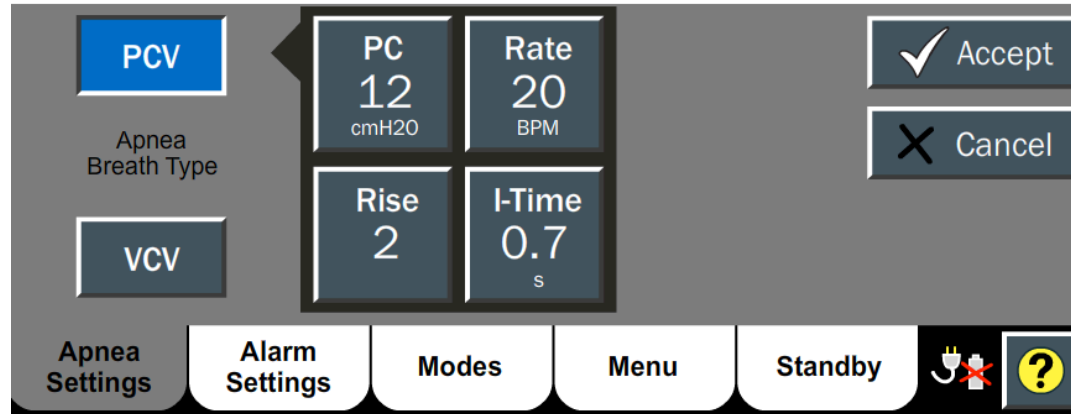 PCV
Apnea
Breath Type
VCV
PC
12
cmH20
Rate
20
BPM
Rise
2
I-Time
0.7
s
Accept
Cancel
Apnea
Settings
Alarm
Settings
Modes
Menu
Standby
?